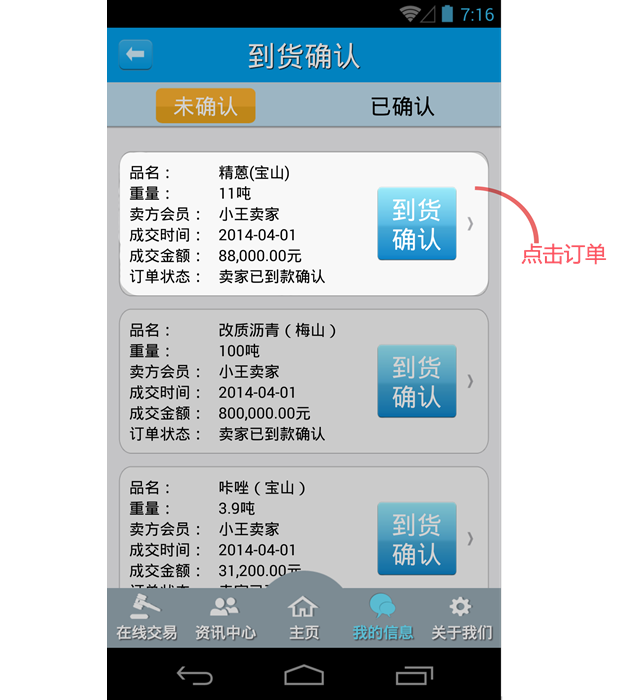 7:16
到货确认
未确认 已确认
品名： 精蒽(宝山)
重量： 11吨
卖方会员： 小王卖家
成交时间： 2014-04-01
成交金额： 88,000.00元
订单状态： 卖家已到款确认
到货
确认
点击订单
品名： 改质沥青（梅山）
重量： 100吨
卖方会员： 小王卖家
成交时间： 2014-04-01
成交金额： 800,000.00元
订单状态： 卖家已到款确认
到货
确认
品名： 咔唑（宝山）
重量： 3.9吨
卖方会员： 小王卖家
成交时间： 2014-04-01
成交金额： 31,200.00元
到货
确认
在线交易 资讯中心 主页 我的信息 关于我们